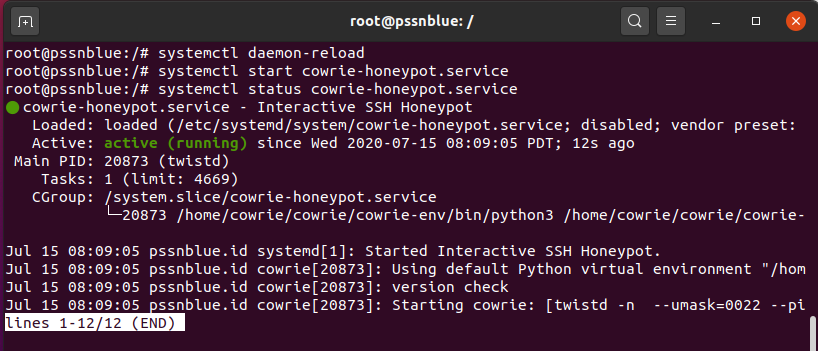 root@pssnblue: /
root@pssnblue:/# systemctl daemon-reload
root@pssnblue:/# systemctl start cowrie-honeypot.service
root@pssnblue:/# systemctl status cowrie-honeypot.service
● cowrie-honeypot.service - Interactive SSH Honeypot
Loaded: loaded (/etc/systemd/system/cowrie-honeypot.service; disabled; vendor preset:
Active: active (running) since Wed 2020-07-15 08:09:05 PDT; 12s ago
Main PID: 20873 (twistd)
Tasks: 1 (limit: 4669)
CGroup: /system.slice/cowrie-honeypot.service
└─20873 /home/cowrie/cowrie/cowrie-env/bin/python3 /home/cowrie/cowrie/cowrie-
Jul 15 08:09:05 pssnblue.id systemd[1]: Started Interactive SSH Honeypot.
Jul 15 08:09:05 pssnblue.id cowrie[20873]: Using default Python virtual environment "/hom
Jul 15 08:09:05 pssnblue.id cowrie[20873]: version check
Jul 15 08:09:05 pssnblue.id cowrie[20873]: Starting cowrie: [twistd -n  --umask=0022 --pi
lines 1-12/12 (END)